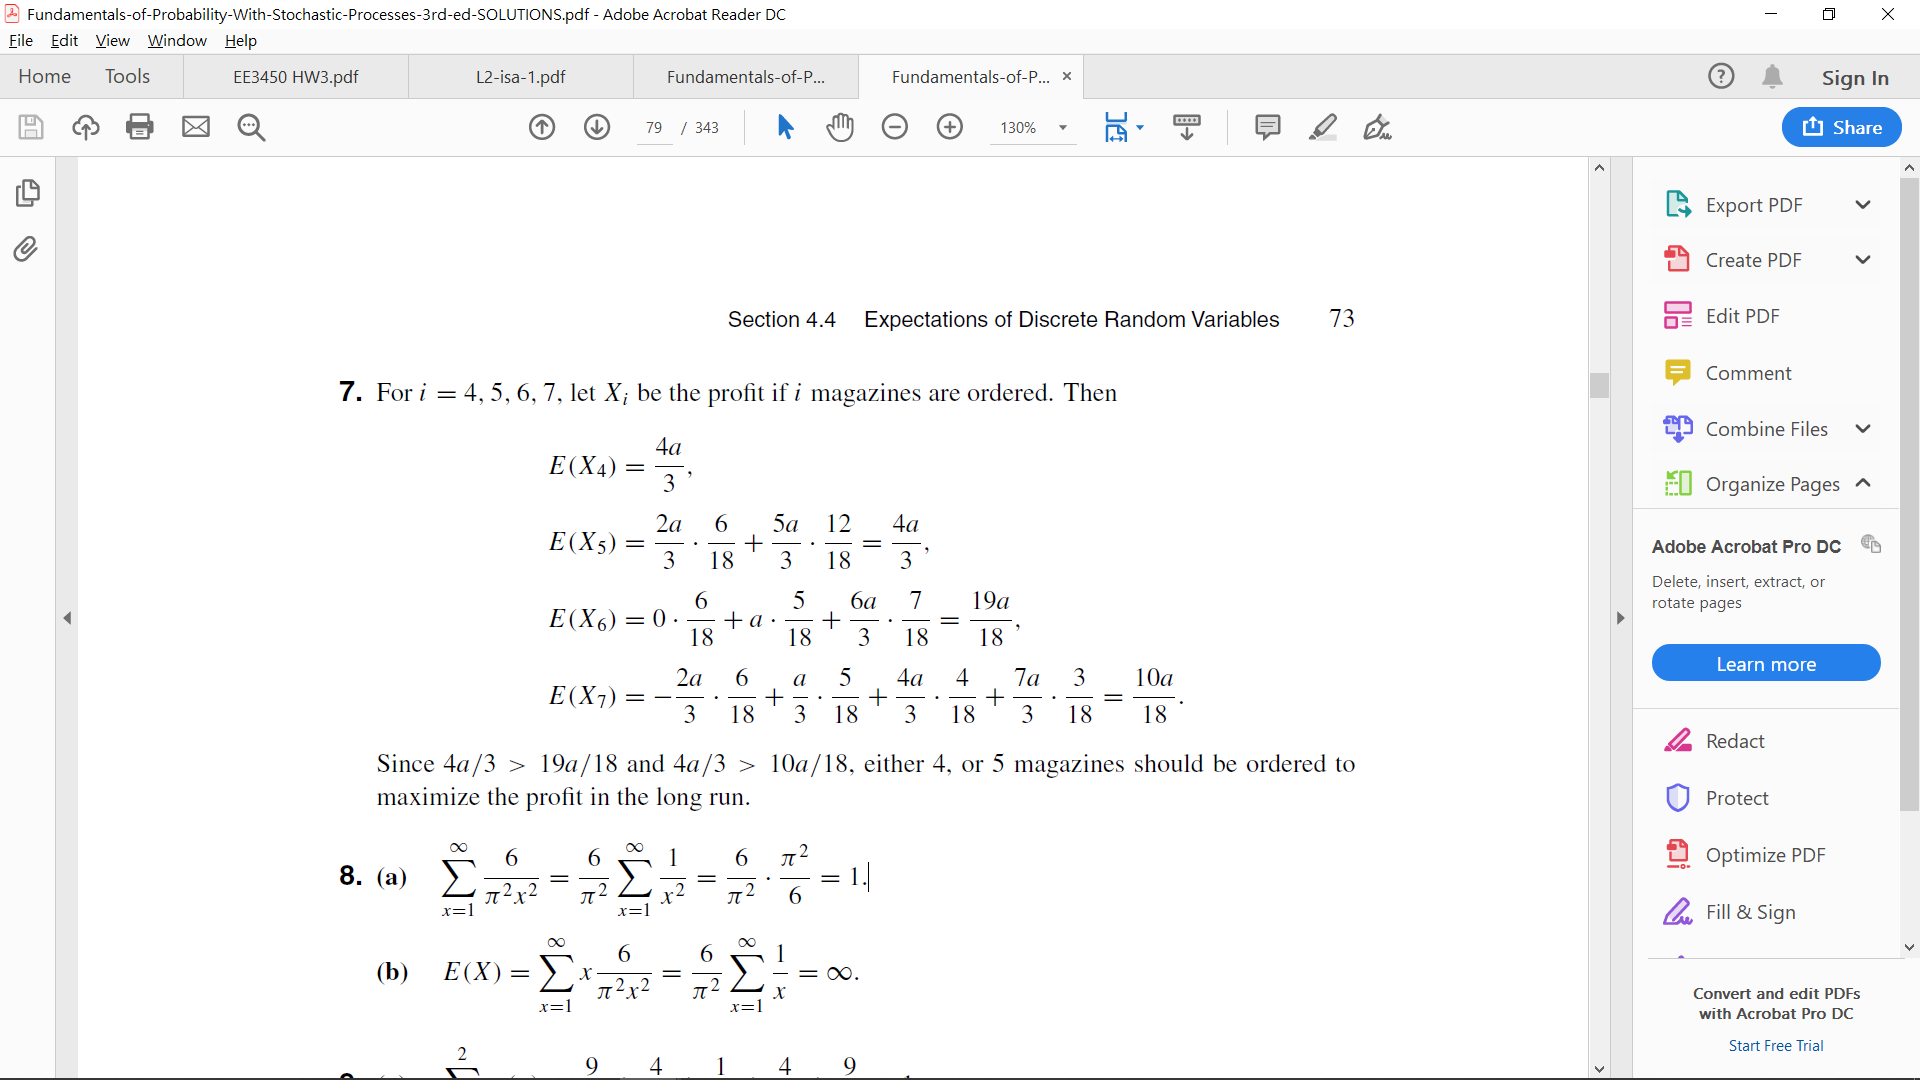 Fundamentals-of-Probability-With-Stochastic-Processes-3rd-ed-SOLUTIONS.pdf - Adobe Acrobat Reader DC
File Edit View Window Help
Home Tools EE3450 HW3.pdf L2-isa-1.pdf Fundamentals-of-P... Fundamentals-of-P... × Sign In
79 / 343 130% Share
Section 4.4 Expectations of Discrete Random Variables 73
7. For i = 4, 5, 6, 7, let X_i be the profit if i magazines are ordered. Then
E(X_4) = 4a/3,
E(X_5) = 2a/3 · 6/18 + 5a/3 · 12/18 = 4a/3,
E(X_6) = 0 · 6/18 + a · 5/18 + 6a/3 · 7/18 = 19a/18,
E(X_7) = −2a/3 · 6/18 + a/3 · 5/18 + 4a/3 · 4/18 + 7a/3 · 3/18 = 10a/18.
Since 4a/3 > 19a/18 and 4a/3 > 10a/18, either 4, or 5 magazines should be ordered to
maximize the profit in the long run.
8. (a) ∑_{x=1}^{∞} 6/(π²x²) = 6/π² ∑_{x=1}^{∞} 1/x² = 6/π² · π²/6 = 1.
(b) E(X) = ∑_{x=1}^{∞} x 6/(π²x²) = 6/π² ∑_{x=1}^{∞} 1/x = ∞.
2 9 4 1 4 9
Export PDF
Create PDF
Edit PDF
Comment
Combine Files
Organize Pages
Adobe Acrobat Pro DC
Delete, insert, extract, or
rotate pages
Learn more
Redact
Protect
Optimize PDF
Fill & Sign
Convert and edit PDFs
with Acrobat Pro DC
Start Free Trial